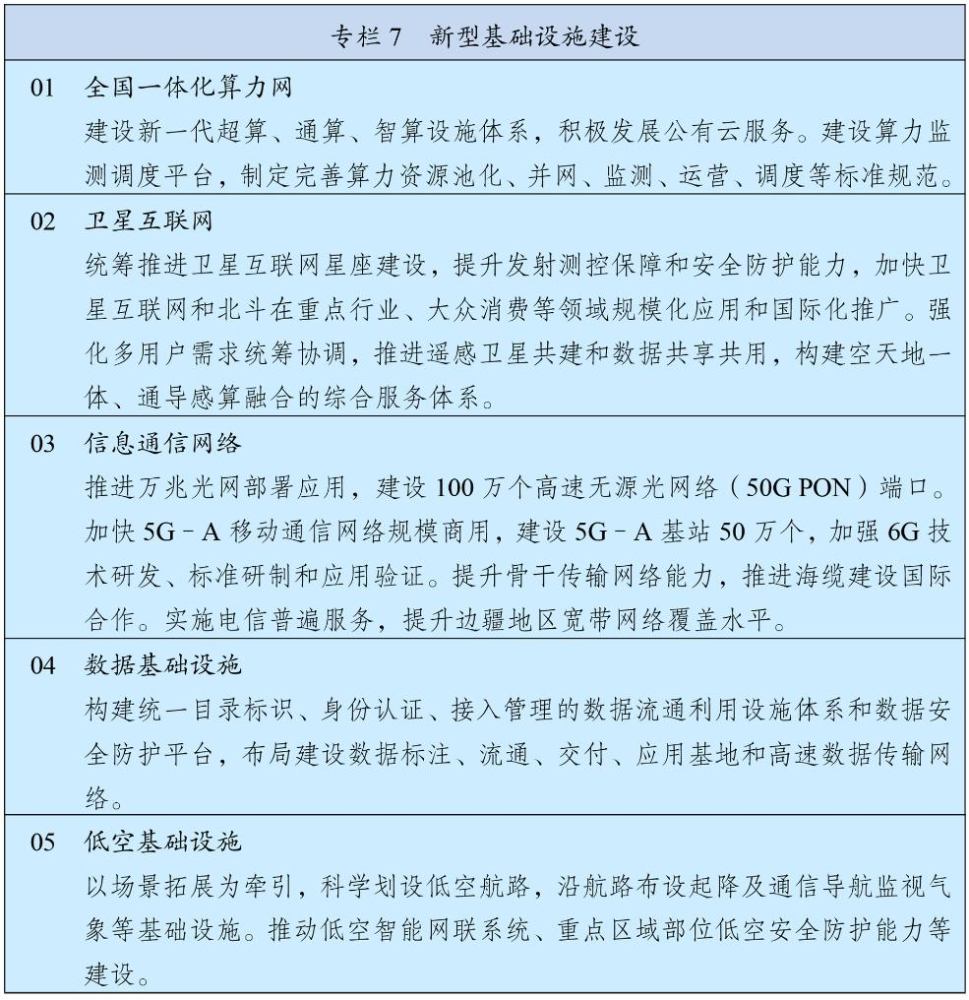 专栏7 新型基础设施建设
01 全国一体化算力网
建设新一代超算、通算、智算设施体系，积极发展公有云服务。建设算力监
测调度平台，制定完善算力资源池化、并网、监测、运营、调度等标准规范。
02 卫星互联网
统筹推进卫星互联网星座建设，提升发射测控保障和安全防护能力，加快卫
星互联网和北斗在重点行业、大众消费等领域规模化应用和国际化推广。强
化多用户需求统筹协调，推进遥感卫星共建和数据共享共用，构建空天地一
体、通导感算融合的综合服务体系。
03 信息通信网络
推进万兆光网部署应用，建设100万个高速无源光网络（50G PON）端口。
加快5G－A移动通信网络规模商用，建设5G－A基站50万个，加强6G技
术研发、标准研制和应用验证。提升骨干传输网络能力，推进海缆建设国际
合作。实施电信普遍服务，提升边疆地区宽带网络覆盖水平。
04 数据基础设施
构建统一目录标识、身份认证、接入管理的数据流通利用设施体系和数据安
全防护平台，布局建设数据标注、流通、交付、应用基地和高速数据传输网
络。
05 低空基础设施
以场景拓展为牵引，科学划设低空航路，沿航路布设起降及通信导航监视气
象等基础设施。推动低空智能网联系统、重点区域部位低空安全防护能力等
建设。